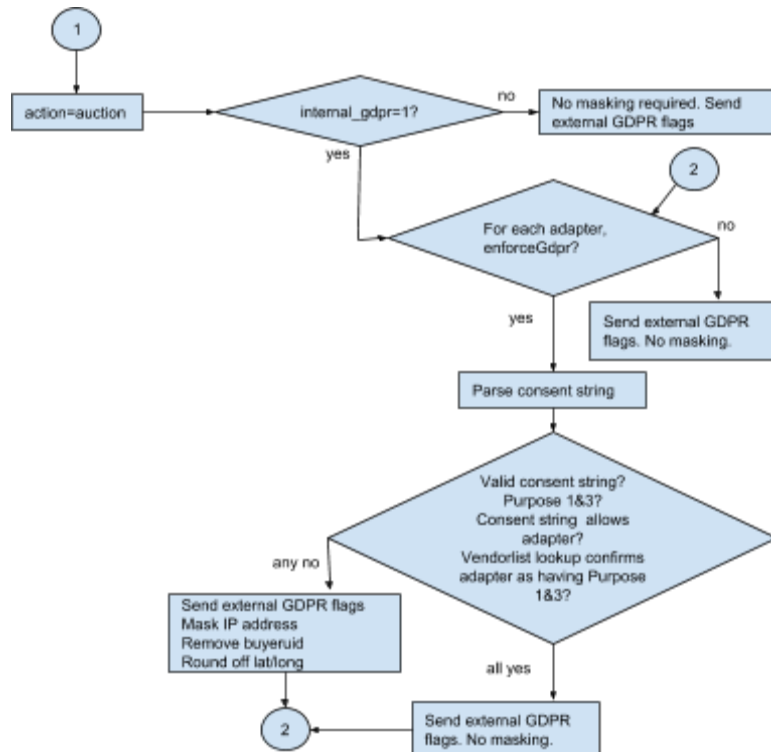 1
action=auction
internal_gdpr=1?
no
No masking required. Send
external GDPR flags
yes
2
For each adapter,
enforceGdpr?
no
Send external GDPR
flags. No masking.
yes
Parse consent string
Valid consent string?
Purpose 1&3?
Consent string allows
adapter?
Vendorlist lookup confirms
adapter as having Purpose
1&3?
any no
Send external GDPR flags
Mask IP address
Remove buyeruid
Round off lat/long
all yes
2
Send external GDPR
flags. No masking.